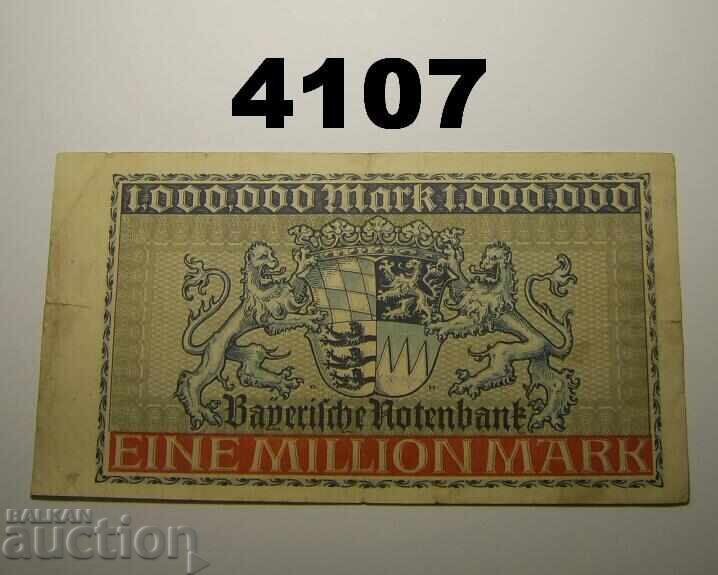 4107
1,000,000 Mark 1,000,000
Bayerische Notenbank
EINE MILLION MARK
BALKAN
auction